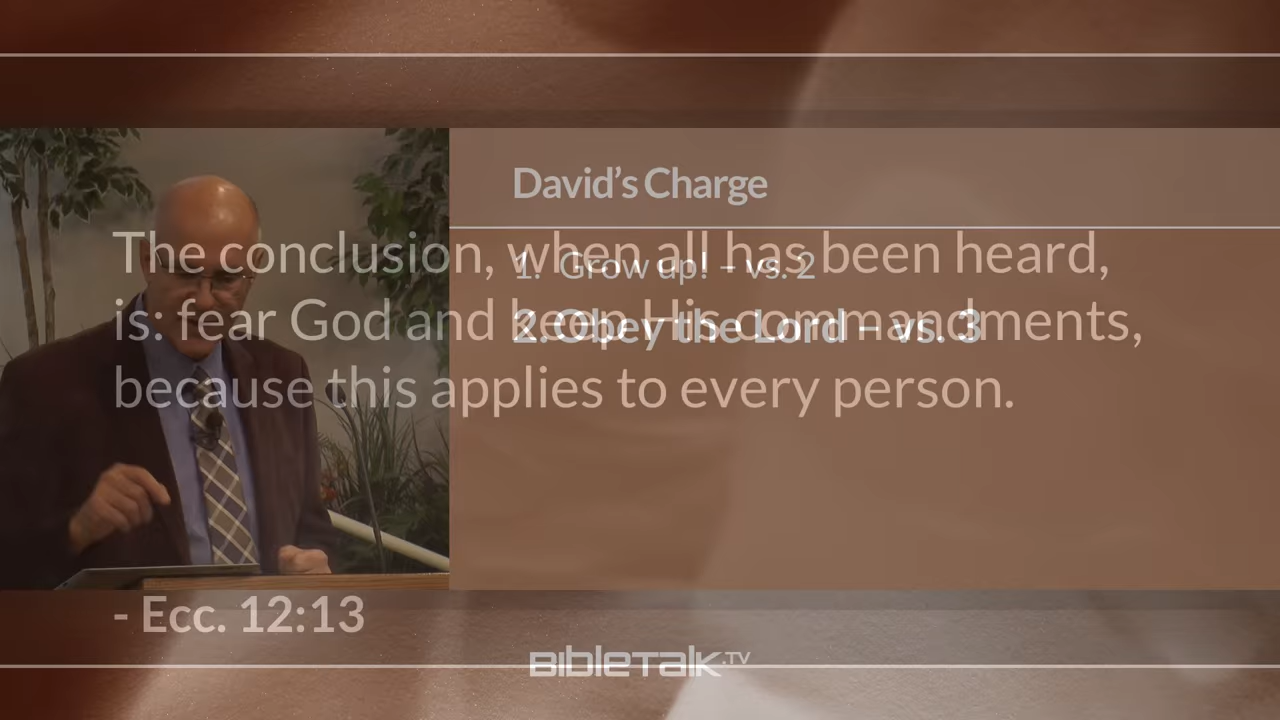 David's Charge
1. Grow up! – vs. 2
2. Obey the Lord – vs. 3
The conclusion, when all has been heard,
is: fear God and keep His commandments,
because this applies to every person.
- Ecc. 12:13
BIBLETALK.TV